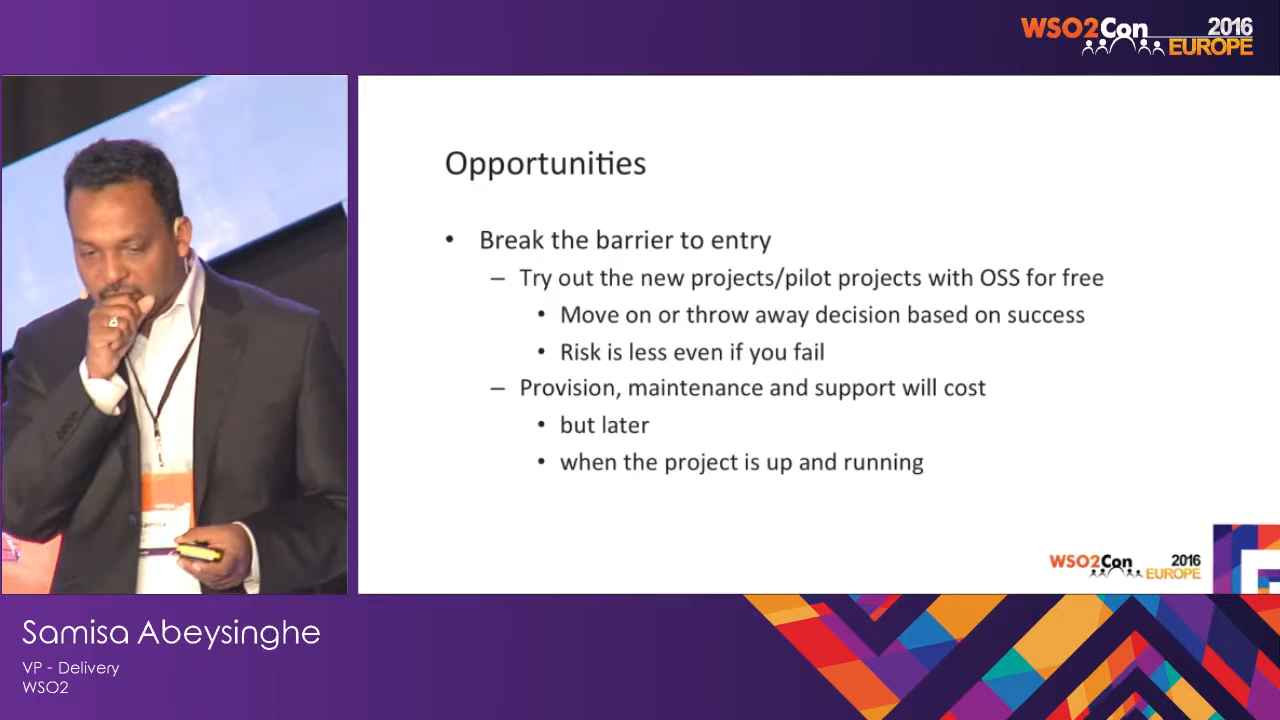 WSO2Con 2016
EUROPE
Opportunities
• Break the barrier to entry
– Try out the new projects/pilot projects with OSS for free
• Move on or throw away decision based on success
• Risk is less even if you fail
– Provision, maintenance and support will cost
• but later
• when the project is up and running
WSO2Con 2016
EUROPE
Samisa Abeysinghe
VP - Delivery
WSO2